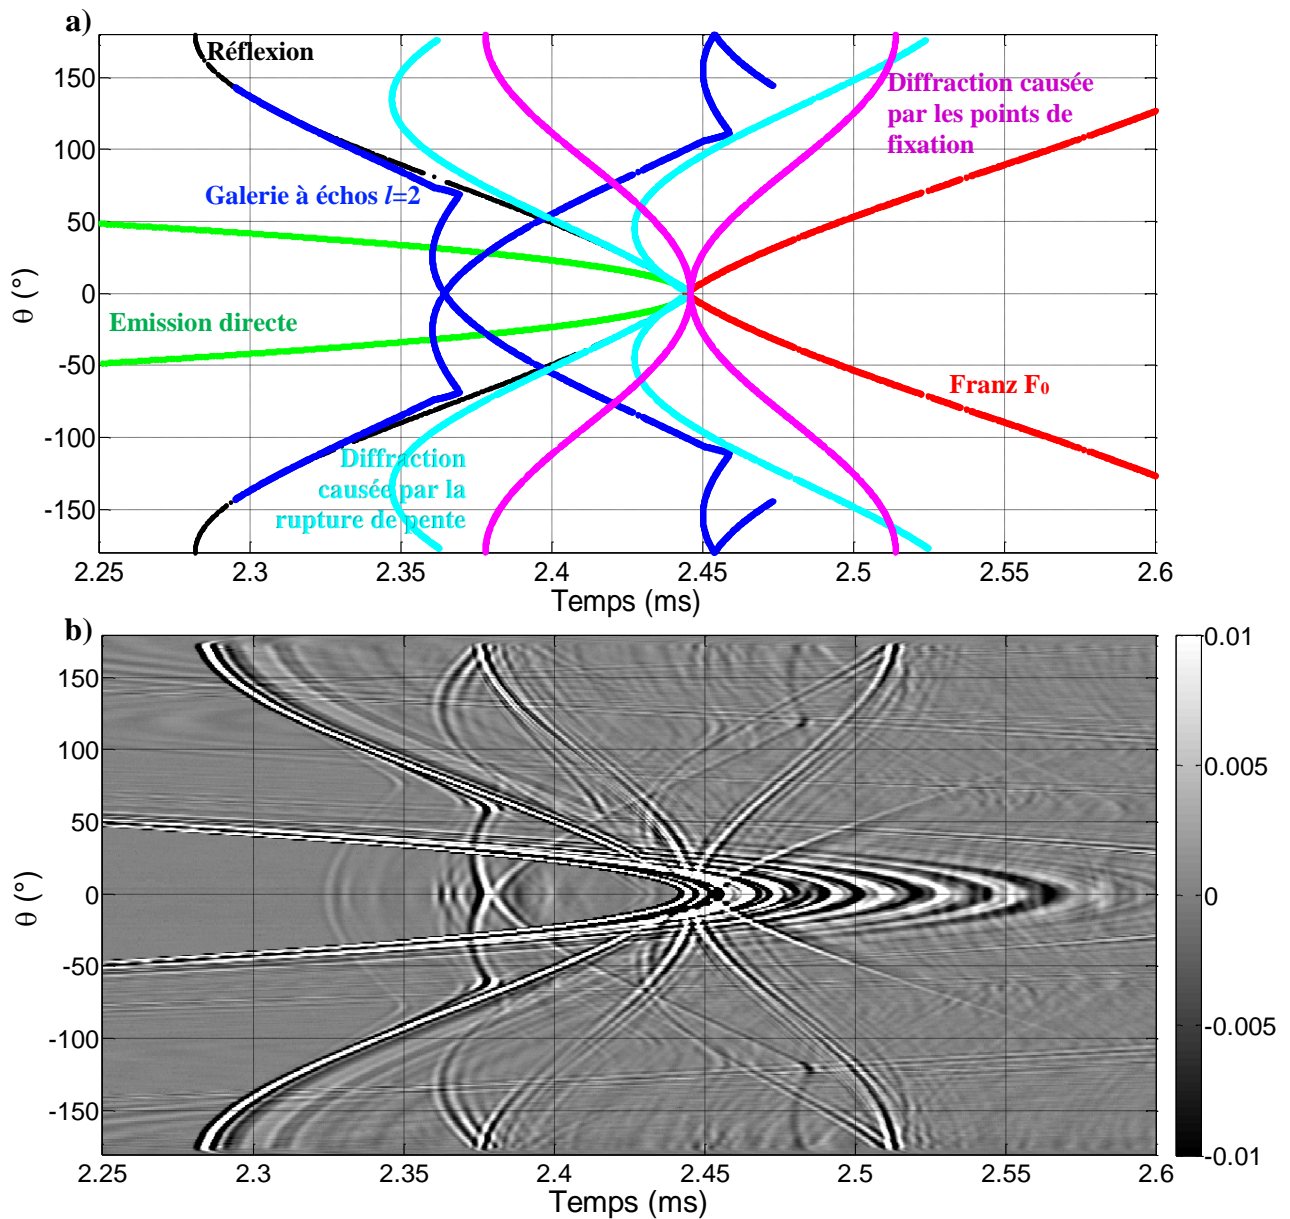 a)
Réflexion
Diffraction causée
par les points de
fixation
Galerie à échos l=2
Emission directe
Franz F₀
Diffraction
causée par la
rupture de pente
150
100
50
0
-50
-100
-150
θ (°)
2.25 2.3 2.35 2.4 2.45 2.5 2.55 2.6
Temps (ms)
b)
150
100
50
0
-50
-100
-150
θ (°)
2.25 2.3 2.35 2.4 2.45 2.5 2.55 2.6
Temps (ms)
0.01
0.005
0
-0.005
-0.01